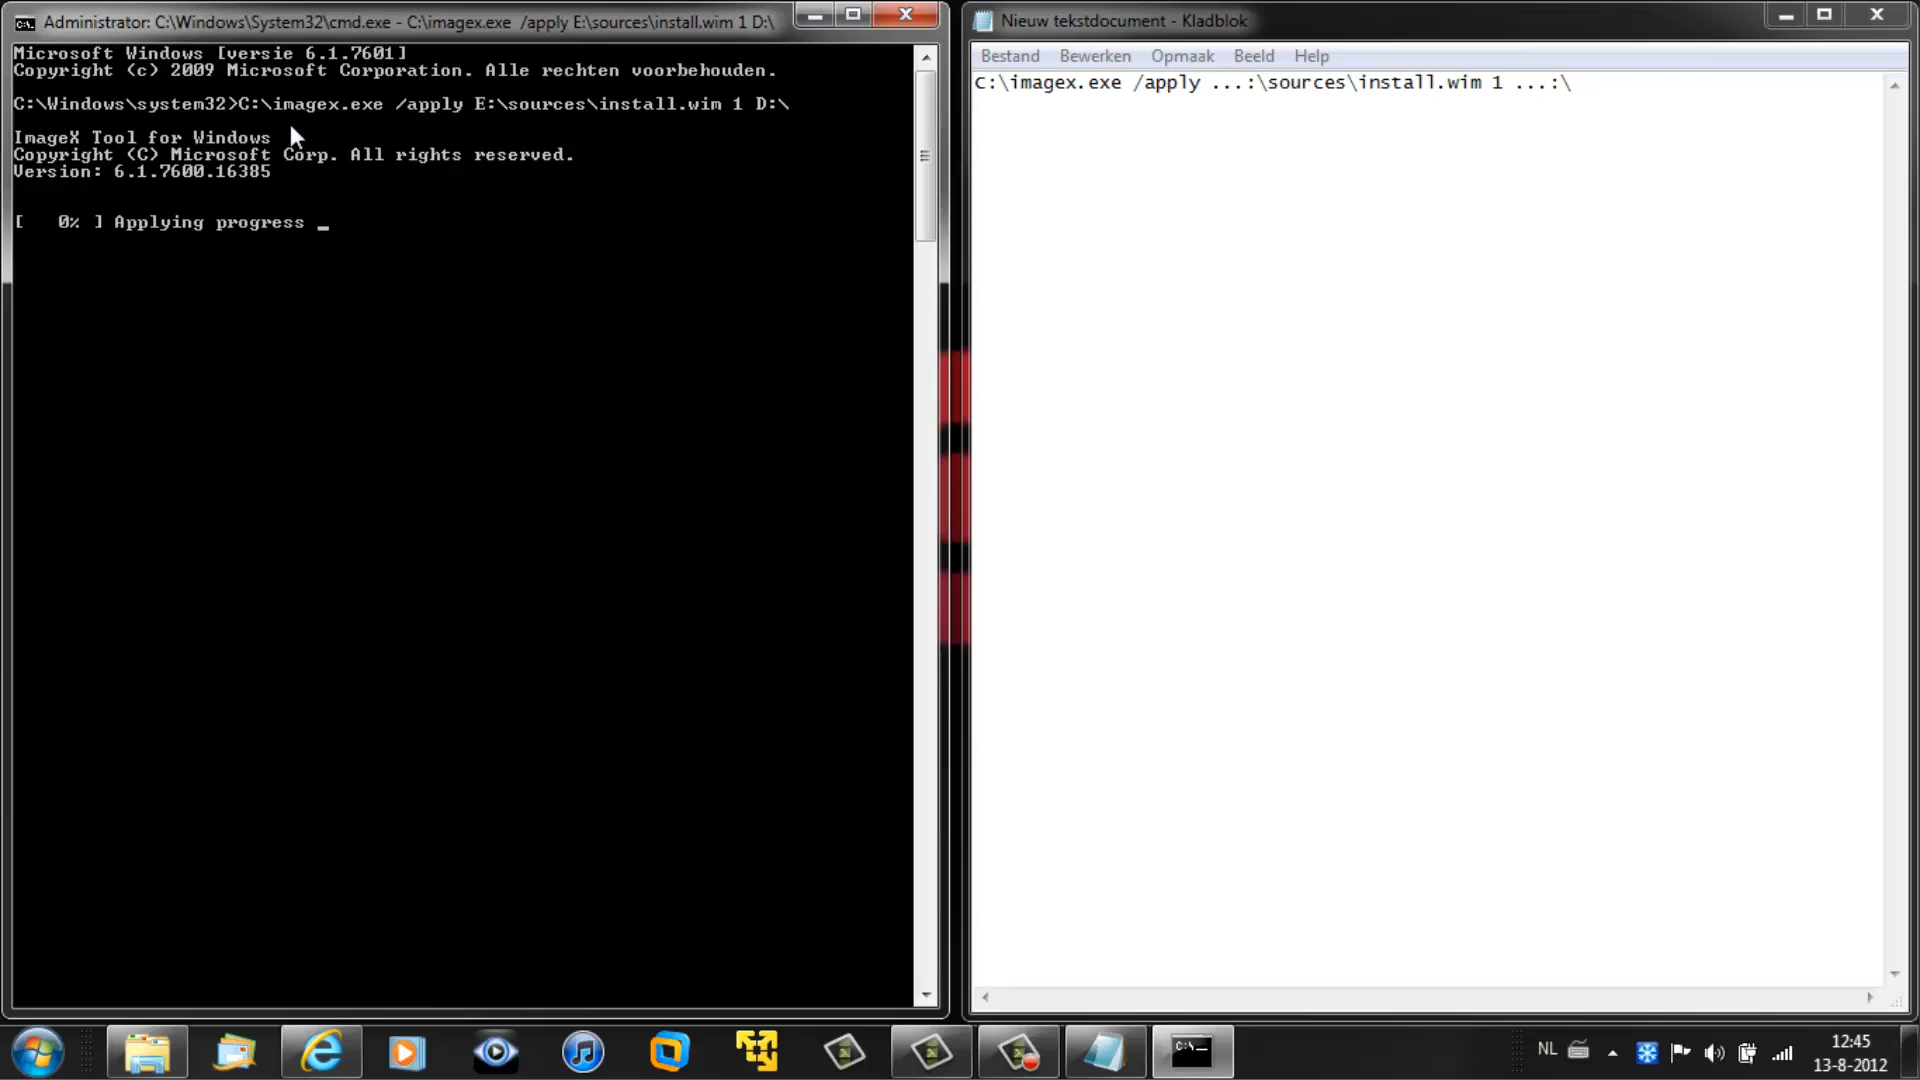 Administrator: C:\Windows\System32\cmd.exe - C:\imagex.exe  /apply E:\sources\install.wim 1 D:\
Microsoft Windows [versie 6.1.7601]
Copyright (c) 2009 Microsoft Corporation. Alle rechten voorbehouden.
C:\Windows\system32>C:\imagex.exe /apply E:\sources\install.wim 1 D:\
ImageX Tool for Windows
Copyright (C) Microsoft Corp. All rights reserved.
Version: 6.1.7600.16385
[   0% ] Applying progress _
Nieuw tekstdocument - Kladblok
Bestand Bewerken Opmaak Beeld Help
C:\imagex.exe /apply ...:\sources\install.wim 1 ...:\
NL
12:45
13-8-2012